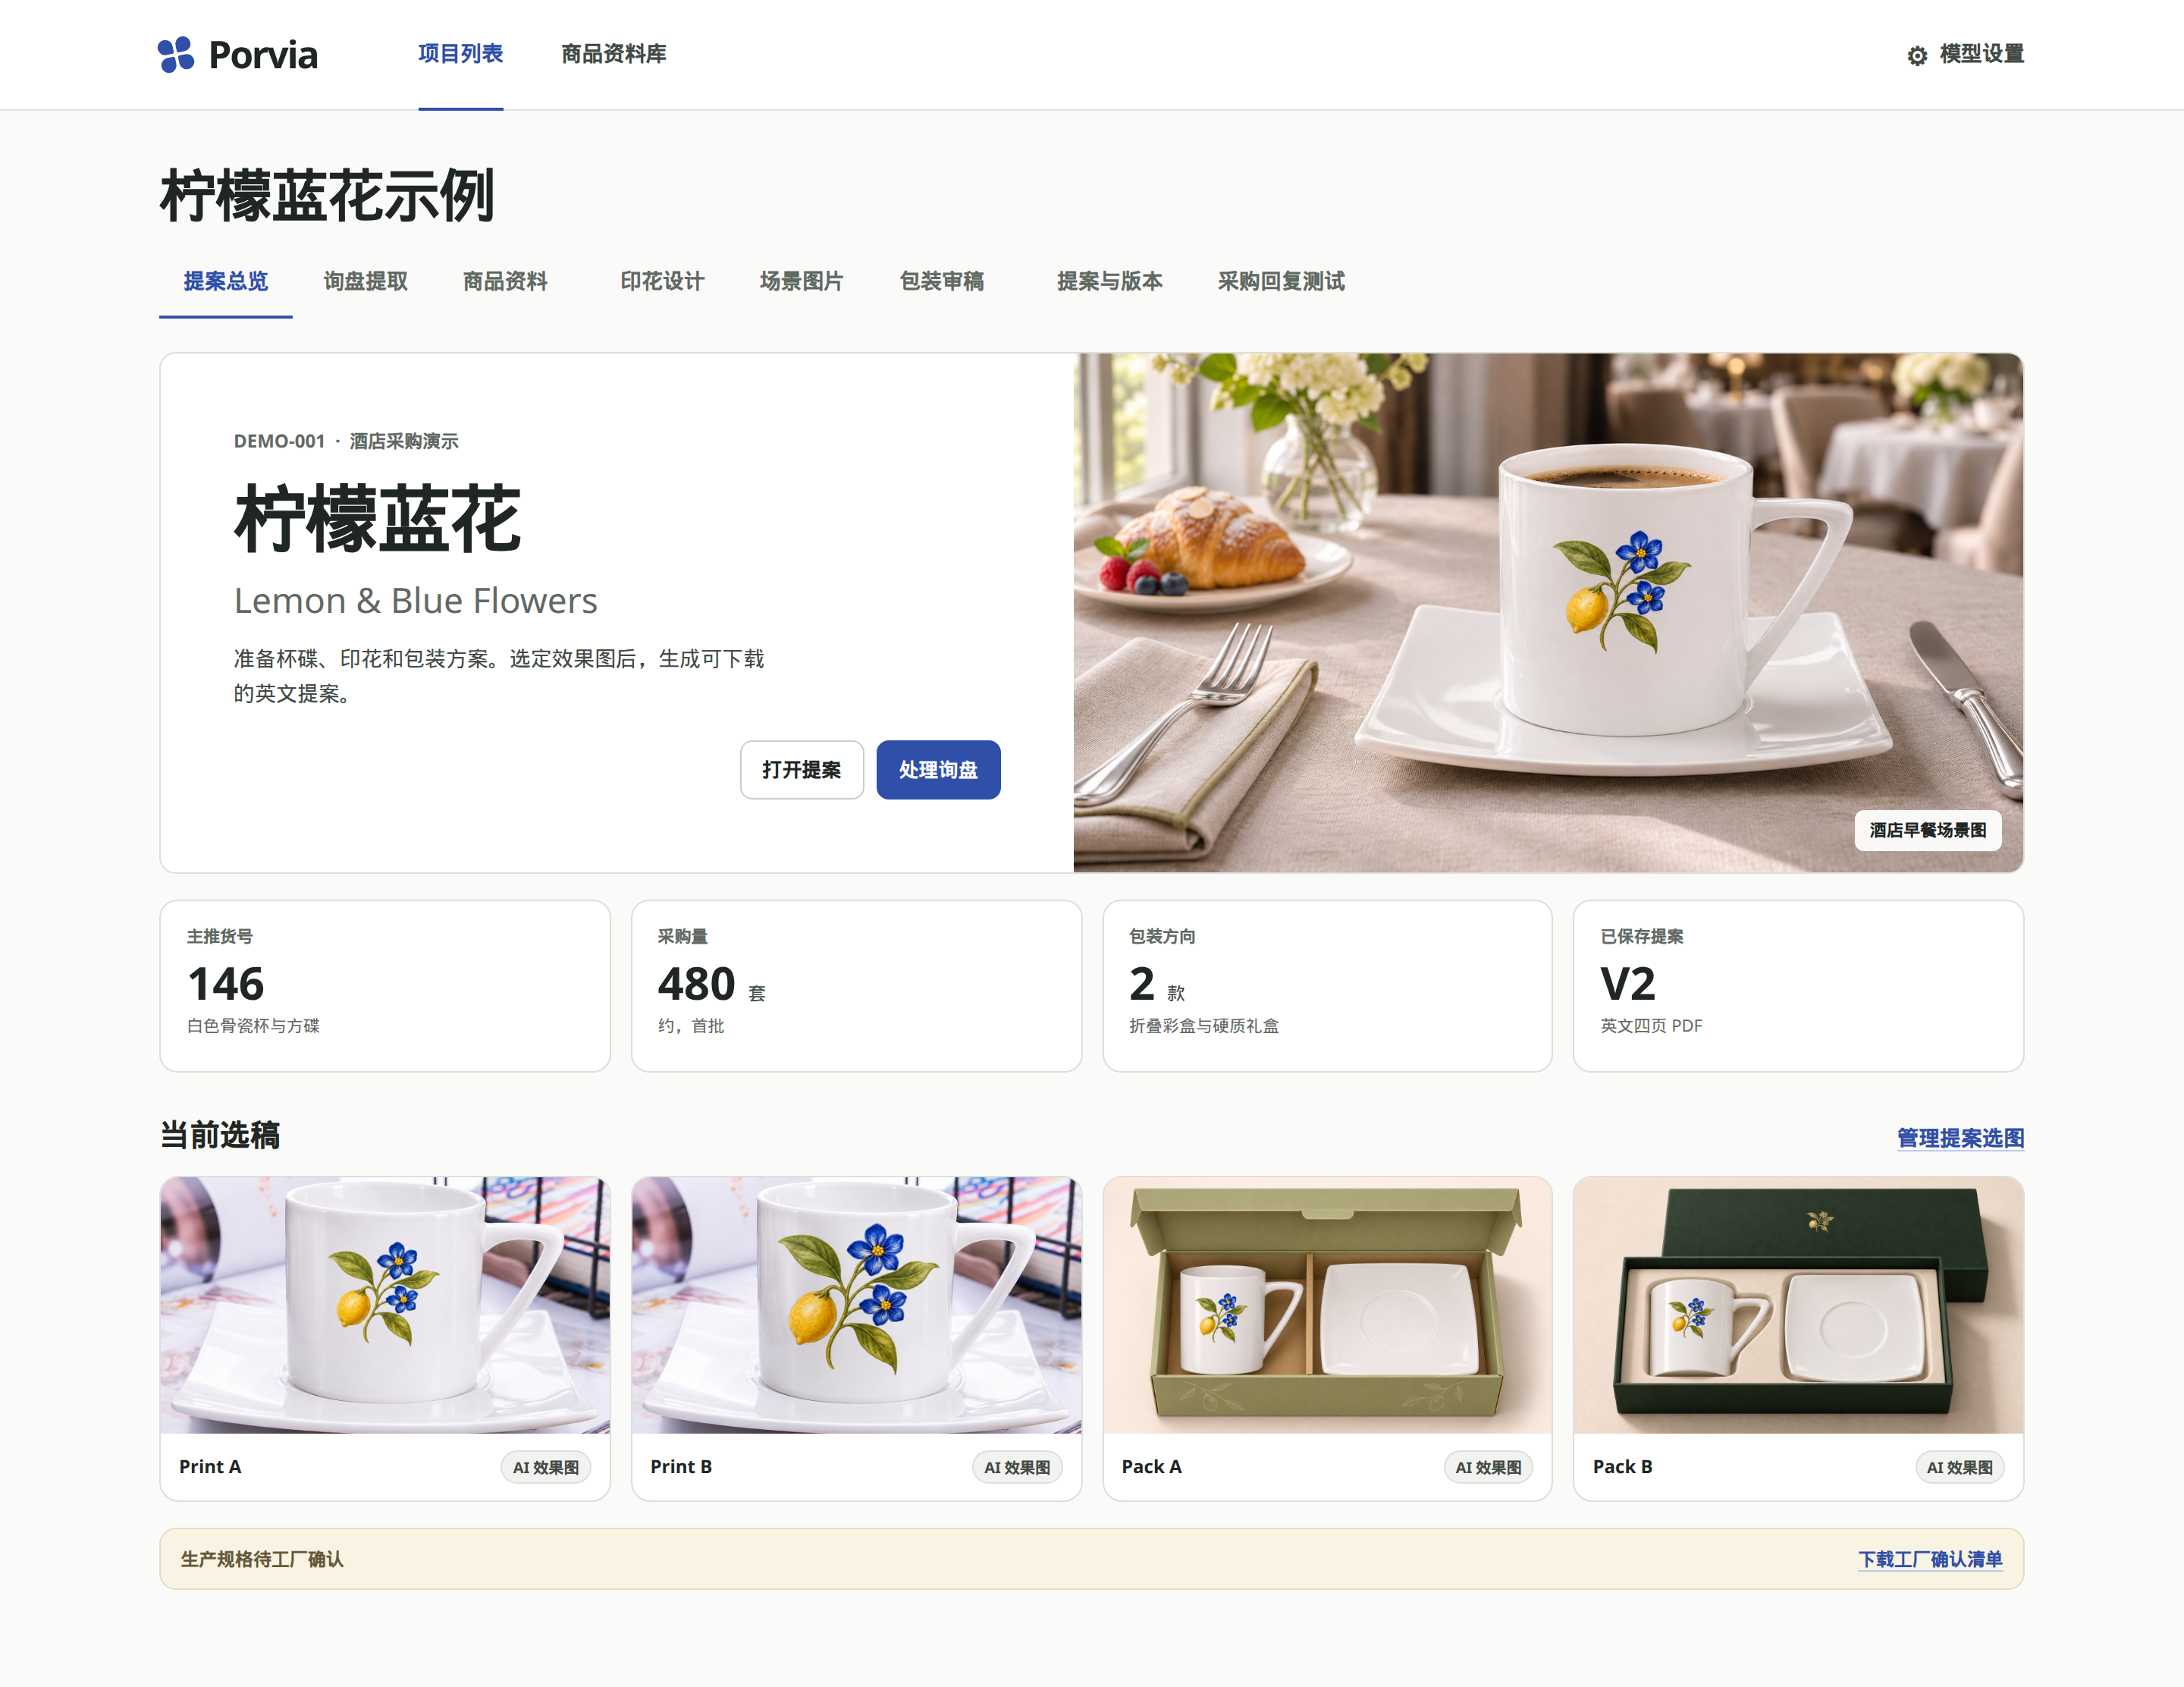 Porvia
项目列表
商品资料库
模型设置
柠檬蓝花示例
提案总览
询盘提取
商品资料
印花设计
场景图片
包装审稿
提案与版本
采购回复测试
DEMO-001 · 酒店采购演示
柠檬蓝花
Lemon & Blue Flowers
准备杯碟、印花和包装方案。选定效果图后，生成可下载
的英文提案。
打开提案
处理询盘
酒店早餐场景图
主推货号
146
白色骨瓷杯与方碟
采购量
480 套
约，首批
包装方向
2 款
折叠彩盒与硬质礼盒
已保存提案
V2
英文四页 PDF
当前选稿
管理提案选图
Print A
AI 效果图
Print B
AI 效果图
Pack A
AI 效果图
Pack B
AI 效果图
生产规格待工厂确认
下载工厂确认清单